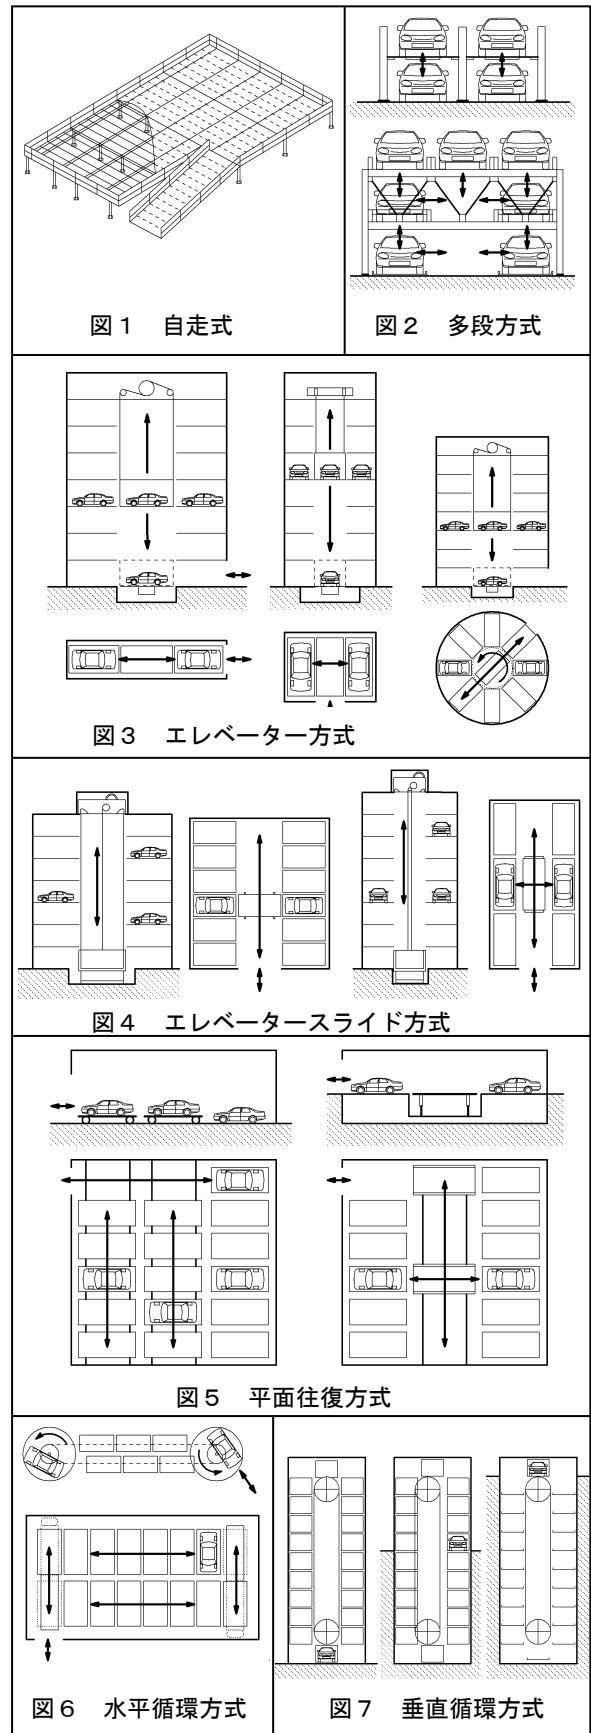 図１　自走式
図２　多段方式
図３　エレベーター方式
図４　エレベータースライド方式
図５　平面往復方式
図６　水平循環方式
図７　垂直循環方式